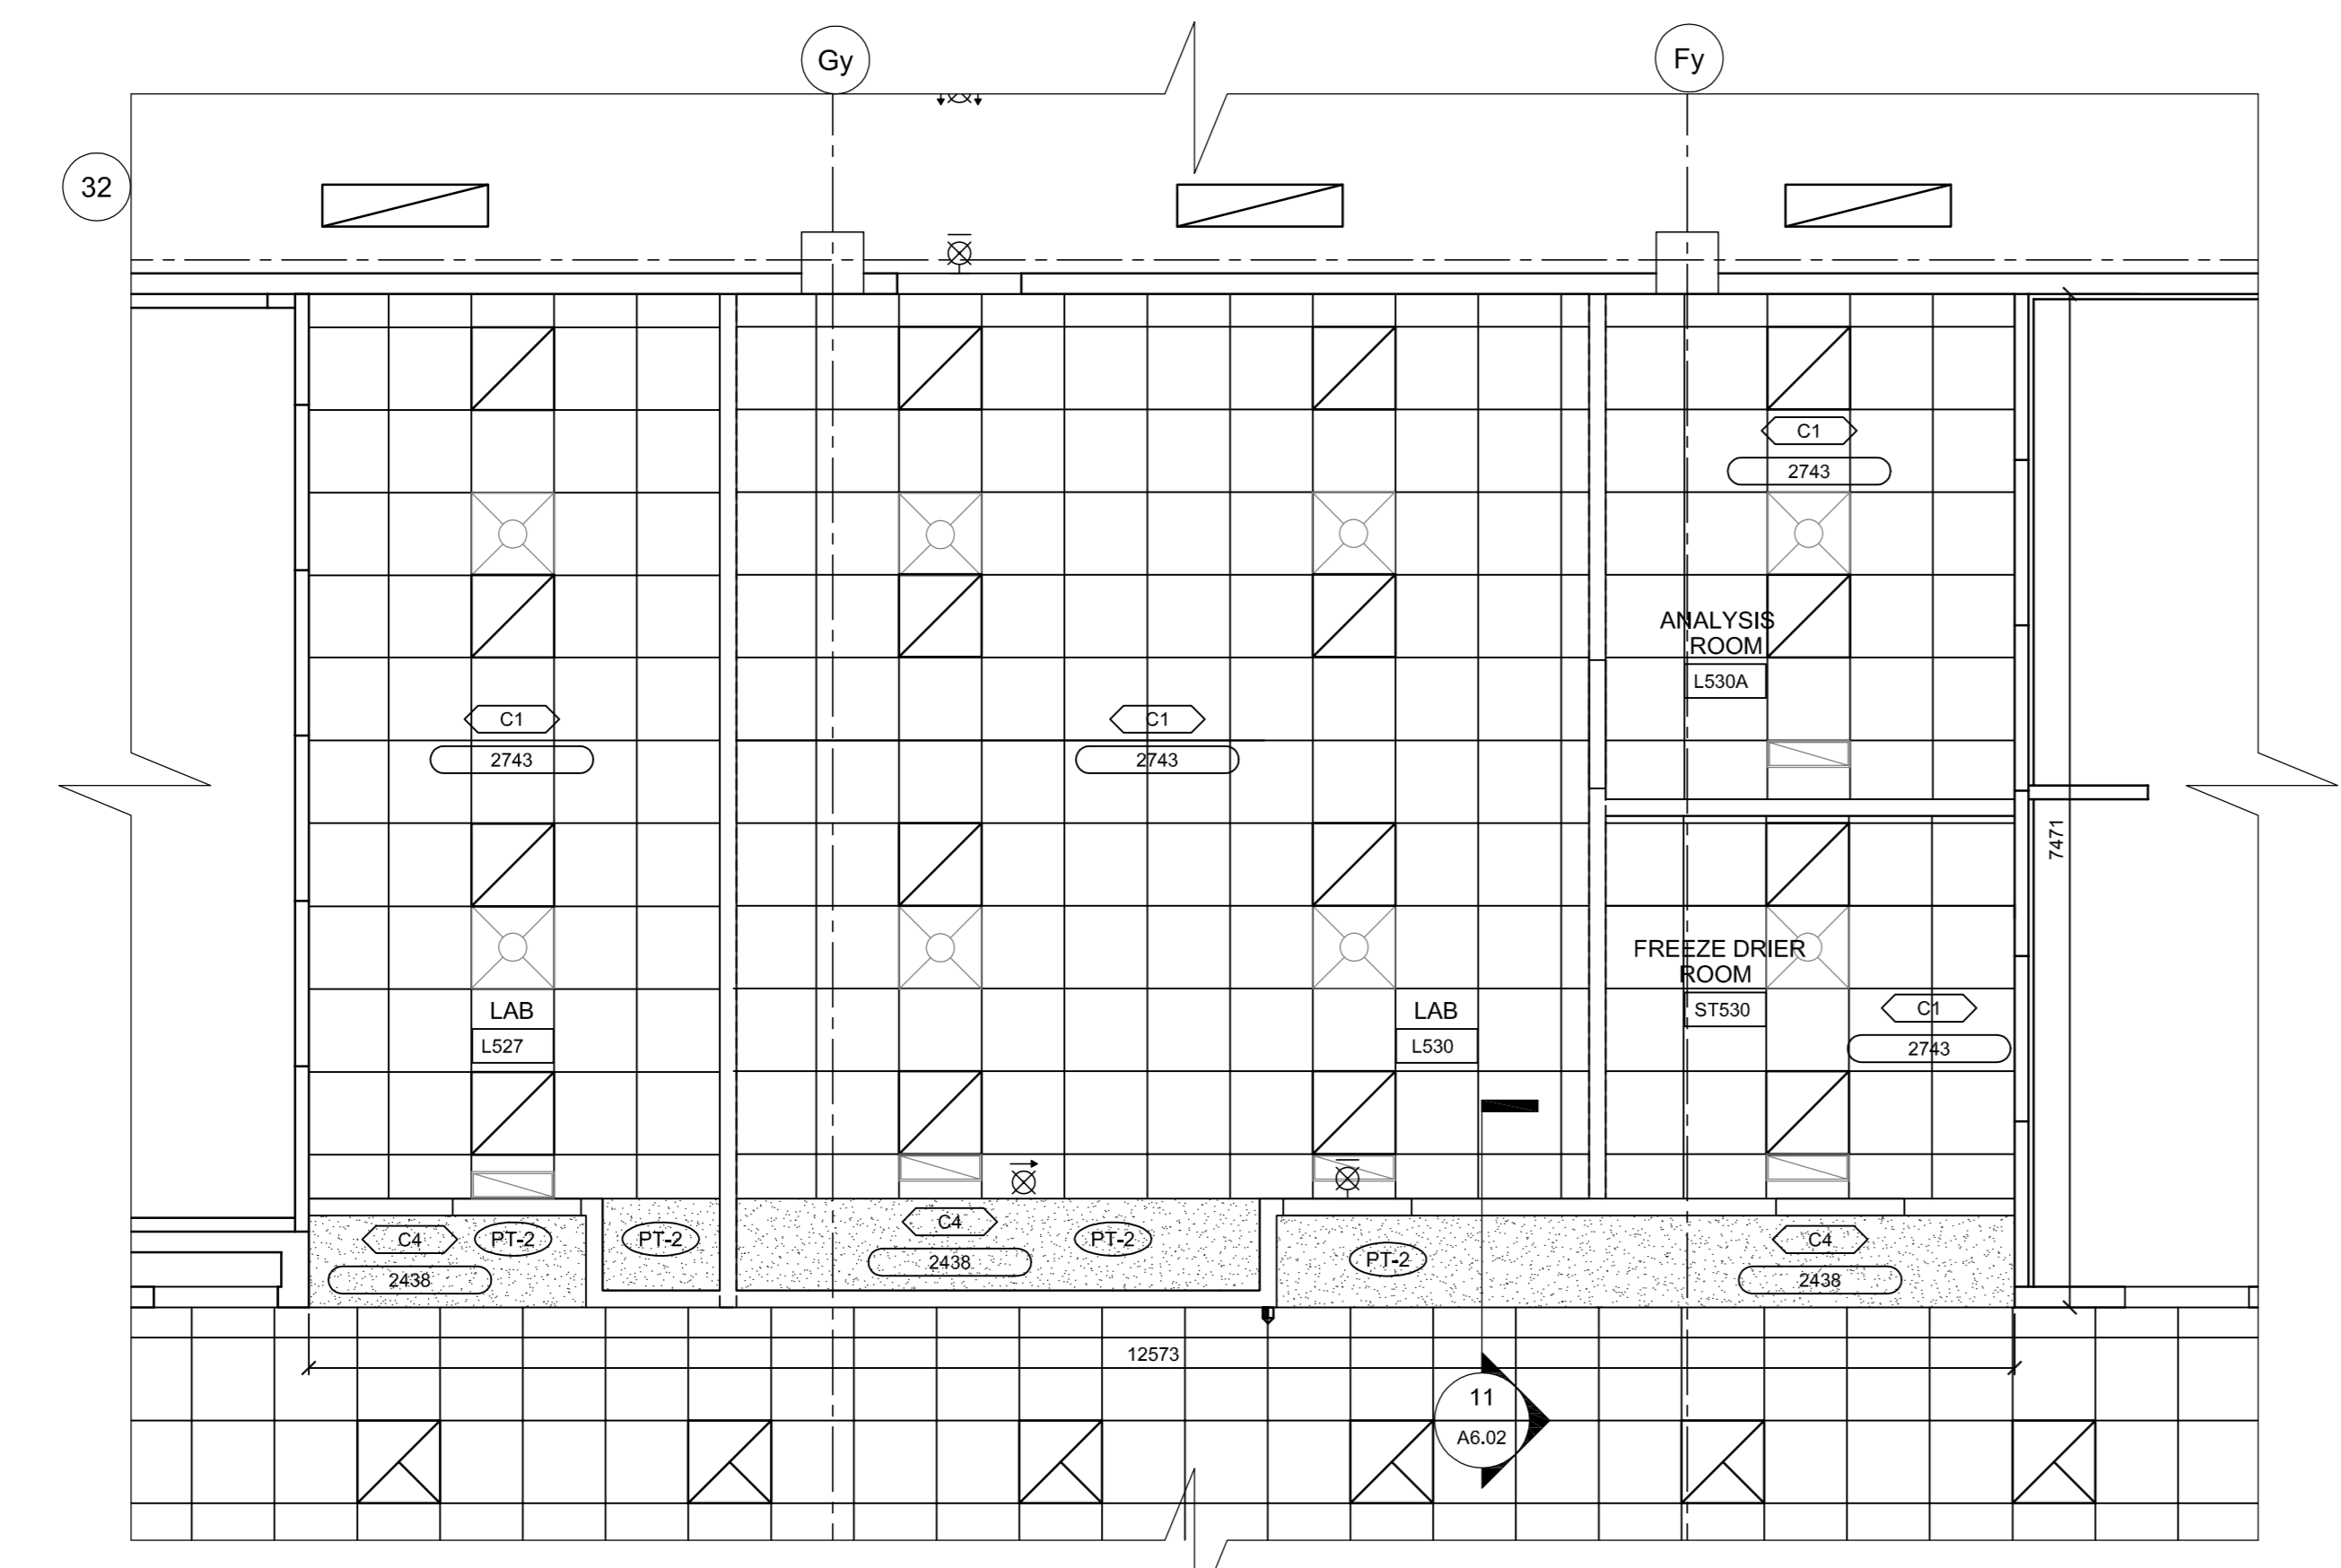 Gy
Fy
32
C1
2743
ANALYSIS
ROOM
L530A
C1
2743
C1
2743
7471
FREEZE DRIER
ROOM
ST530
C1
2743
LAB
L527
LAB
L530
C4
PT-2
2438
PT-2
C4
2438
PT-2
PT-2
C4
2438
12573
11
A6.02